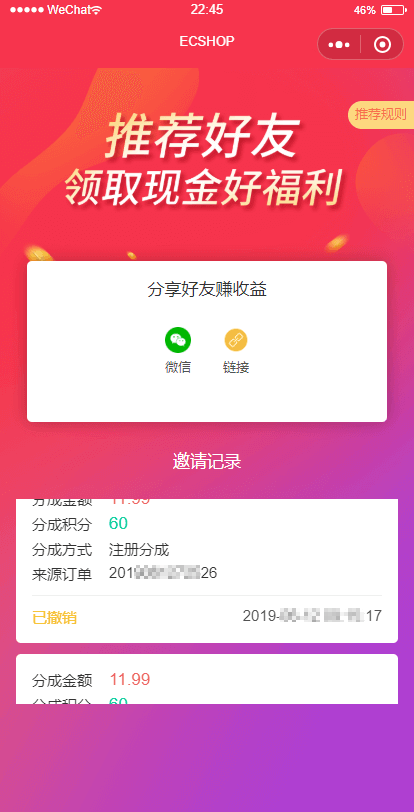 WeChat
22:45
46%
ECSHOP
推荐规则
推荐好友
领取现金好福利
分享好友赚收益
微信 链接
邀请记录
分成金额 11.99
分成积分 60
分成方式 注册分成
来源订单 201 26
已撤销 2019- 17
分成金额 11.99
分成积分 60